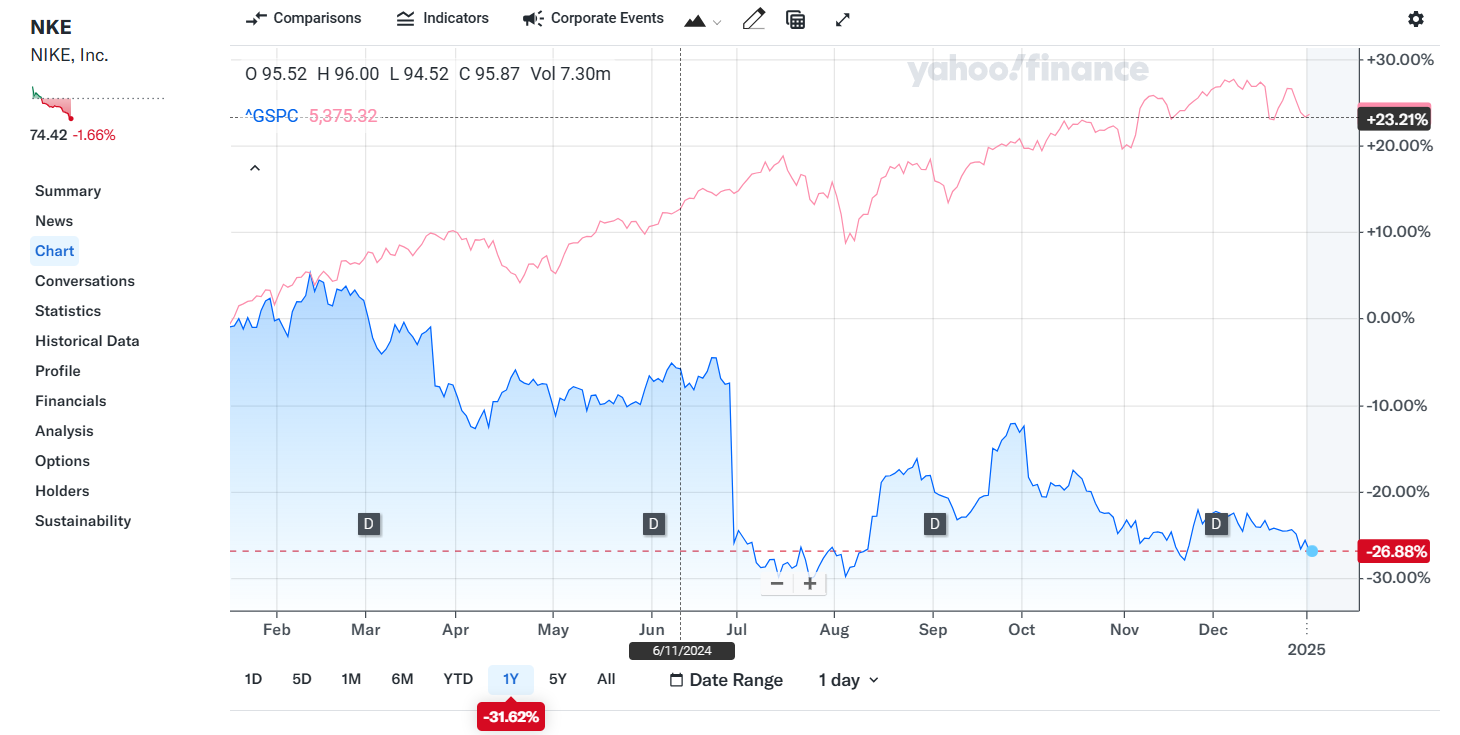 NKE
NIKE, Inc.
74.42 -1.66%
Summary
News
Chart
Conversations
Statistics
Historical Data
Profile
Financials
Analysis
Options
Holders
Sustainability
Comparisons Indicators Corporate Events
O 95.52 H 96.00 L 94.52 C 95.87 Vol 7.30m
yahoo!finance
^GSPC 5,375.32
+30.00%
+23.21%
+20.00%
+10.00%
0.00%
-10.00%
-20.00%
-26.88%
-30.00%
D D D D
Feb Mar Apr May Jun Jul Aug Sep Oct Nov Dec
2025
6/11/2024
1D 5D 1M 6M YTD 1Y 5Y All Date Range 1 day
-31.62%